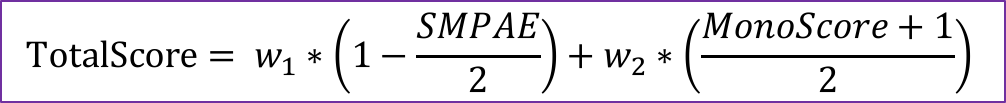 TotalScore = w₁ * (1 − SMPAE/2) + w₂ * (MonoScore + 1/2)